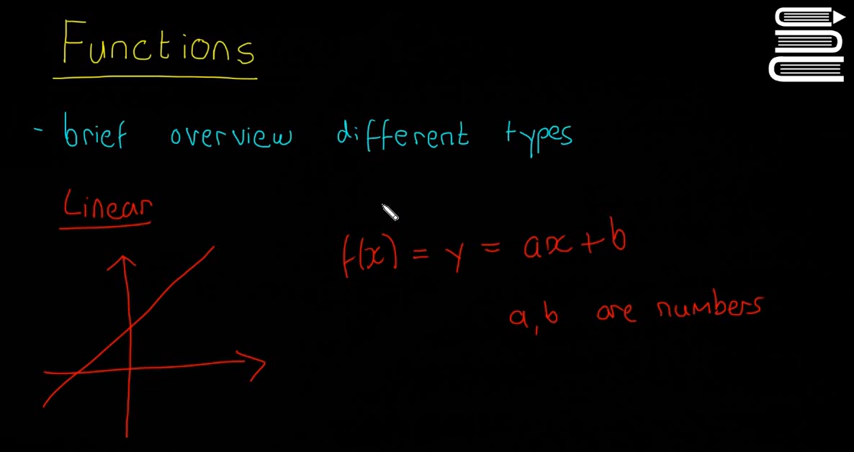 Functions
- brief overview different types
Linear
f(x) = y = ax + b
a, b are numbers